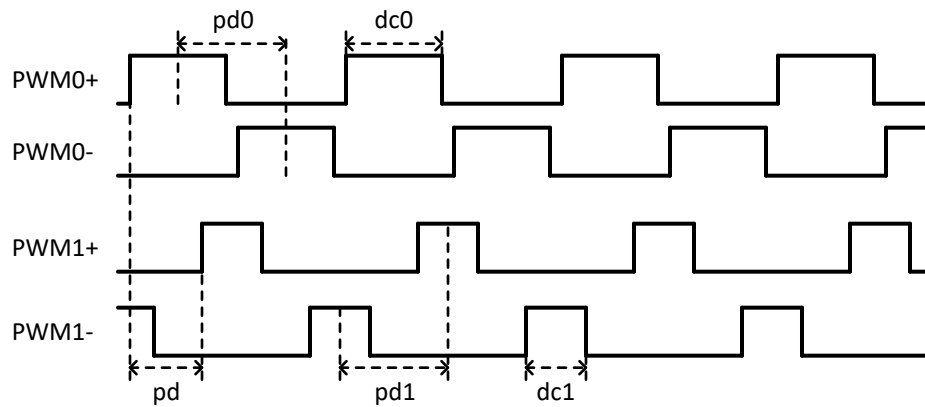 pd0 dc0
PWM0+
PWM0-
PWM1+
PWM1-
pd pd1 dc1